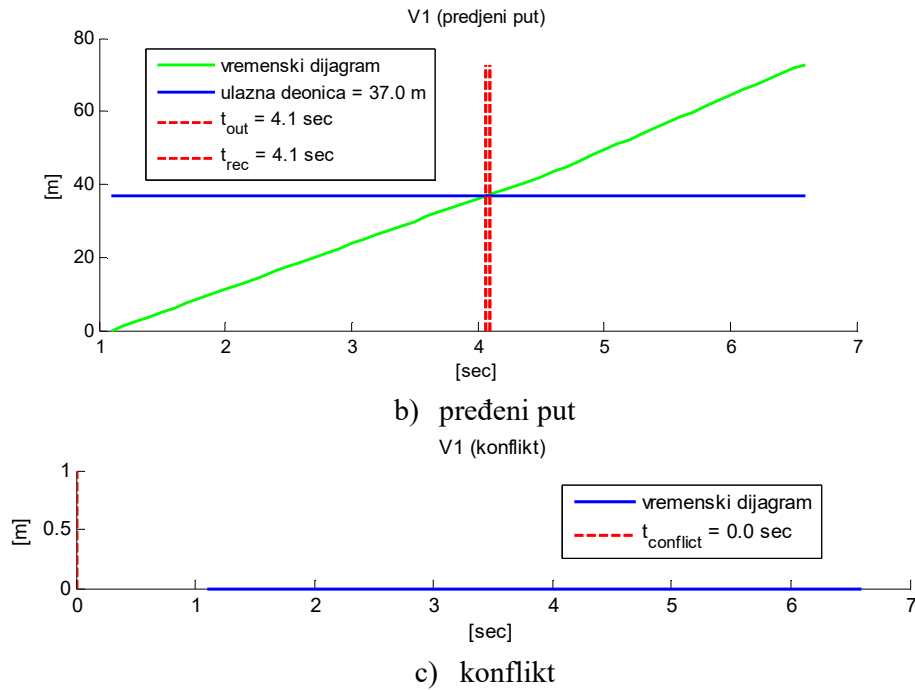 V1 (predjeni put)
80
60
40
20
0
[m]
vremenski dijagram
ulazna deonica = 37.0 m
t_out = 4.1 sec
t_rec = 4.1 sec
1 2 3 4 5 6 7
[sec]
b) pređeni put
V1 (konflikt)
1
0.5
0
[m]
vremenski dijagram
t_conflict = 0.0 sec
0 1 2 3 4 5 6 7
[sec]
c) konflikt